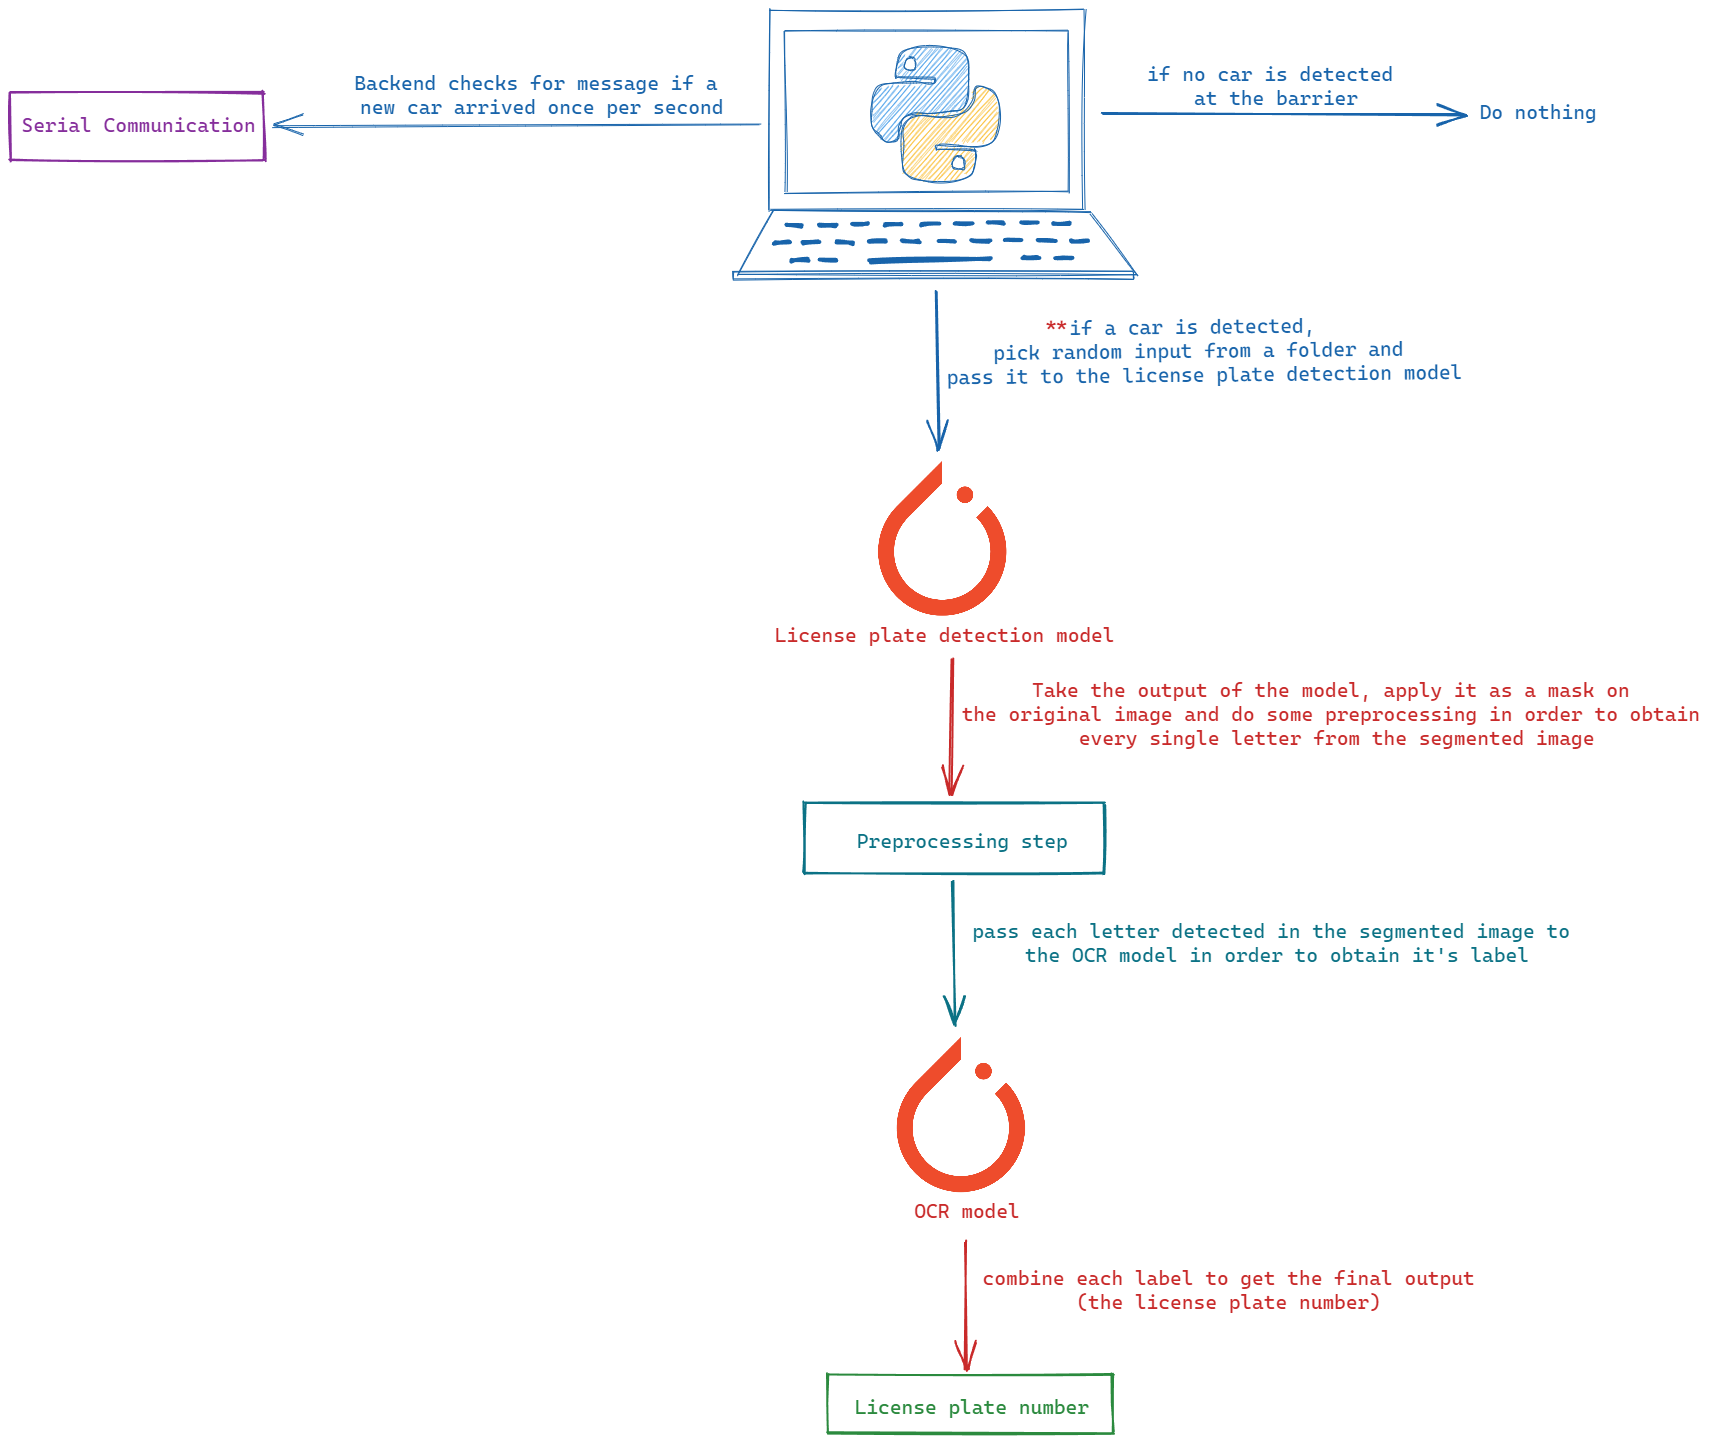 Backend checks for message if a
new car arrived once per second
Serial Communication
if no car is detected
at the barrier
Do nothing
**if a car is detected,
pick random input from a folder and
pass it to the license plate detection model
License plate detection model
Take the output of the model, apply it as a mask on
the original image and do some preprocessing in order to obtain
every single letter from the segmented image
Preprocessing step
pass each letter detected in the segmented image to
the OCR model in order to obtain it's label
OCR model
combine each label to get the final output
(the license plate number)
License plate number